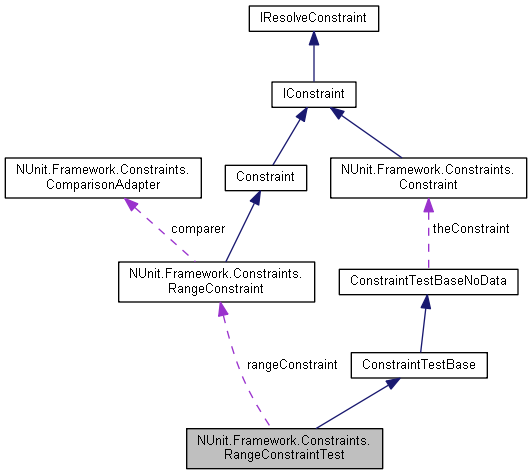 IResolveConstraint
IConstraint
NUnit.Framework.Constraints.
ComparisonAdapter
Constraint
NUnit.Framework.Constraints.
Constraint
comparer
theConstraint
NUnit.Framework.Constraints.
RangeConstraint
ConstraintTestBaseNoData
rangeConstraint
ConstraintTestBase
NUnit.Framework.Constraints.
RangeConstraintTest